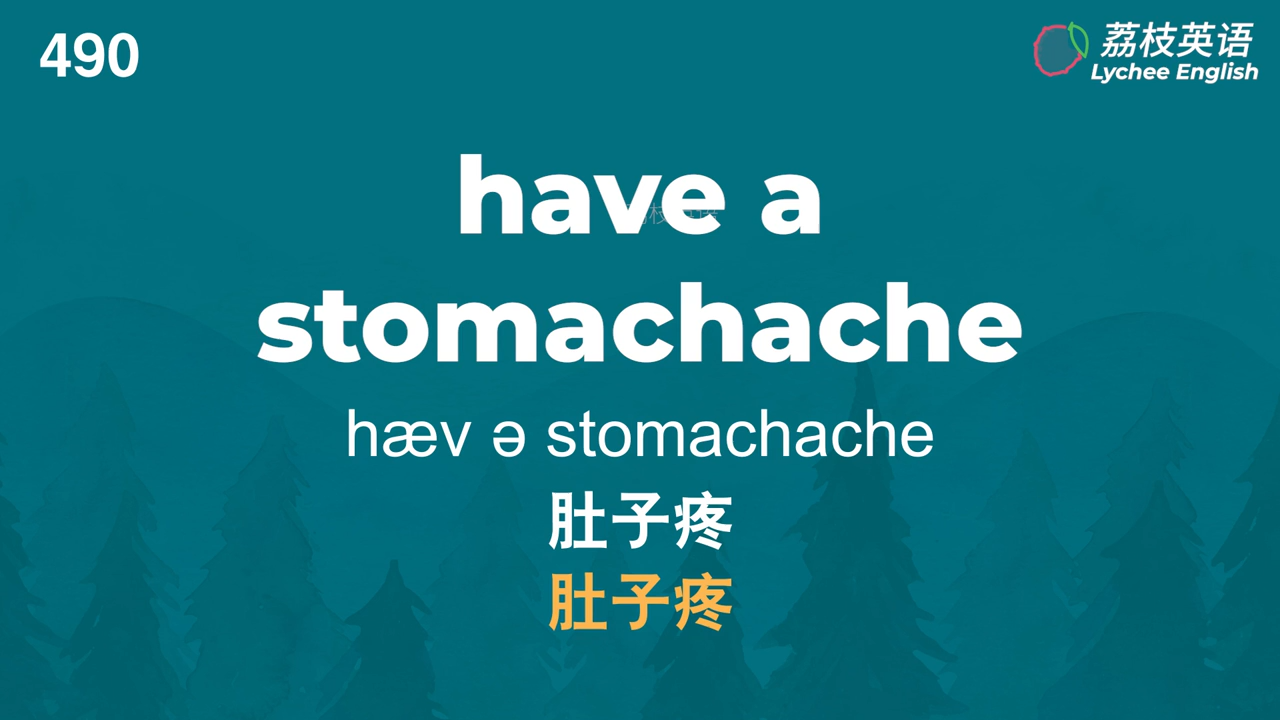 490
荔枝英语
Lychee English
have a
stomachache
hæv ə stomachache
肚子疼
肚子疼